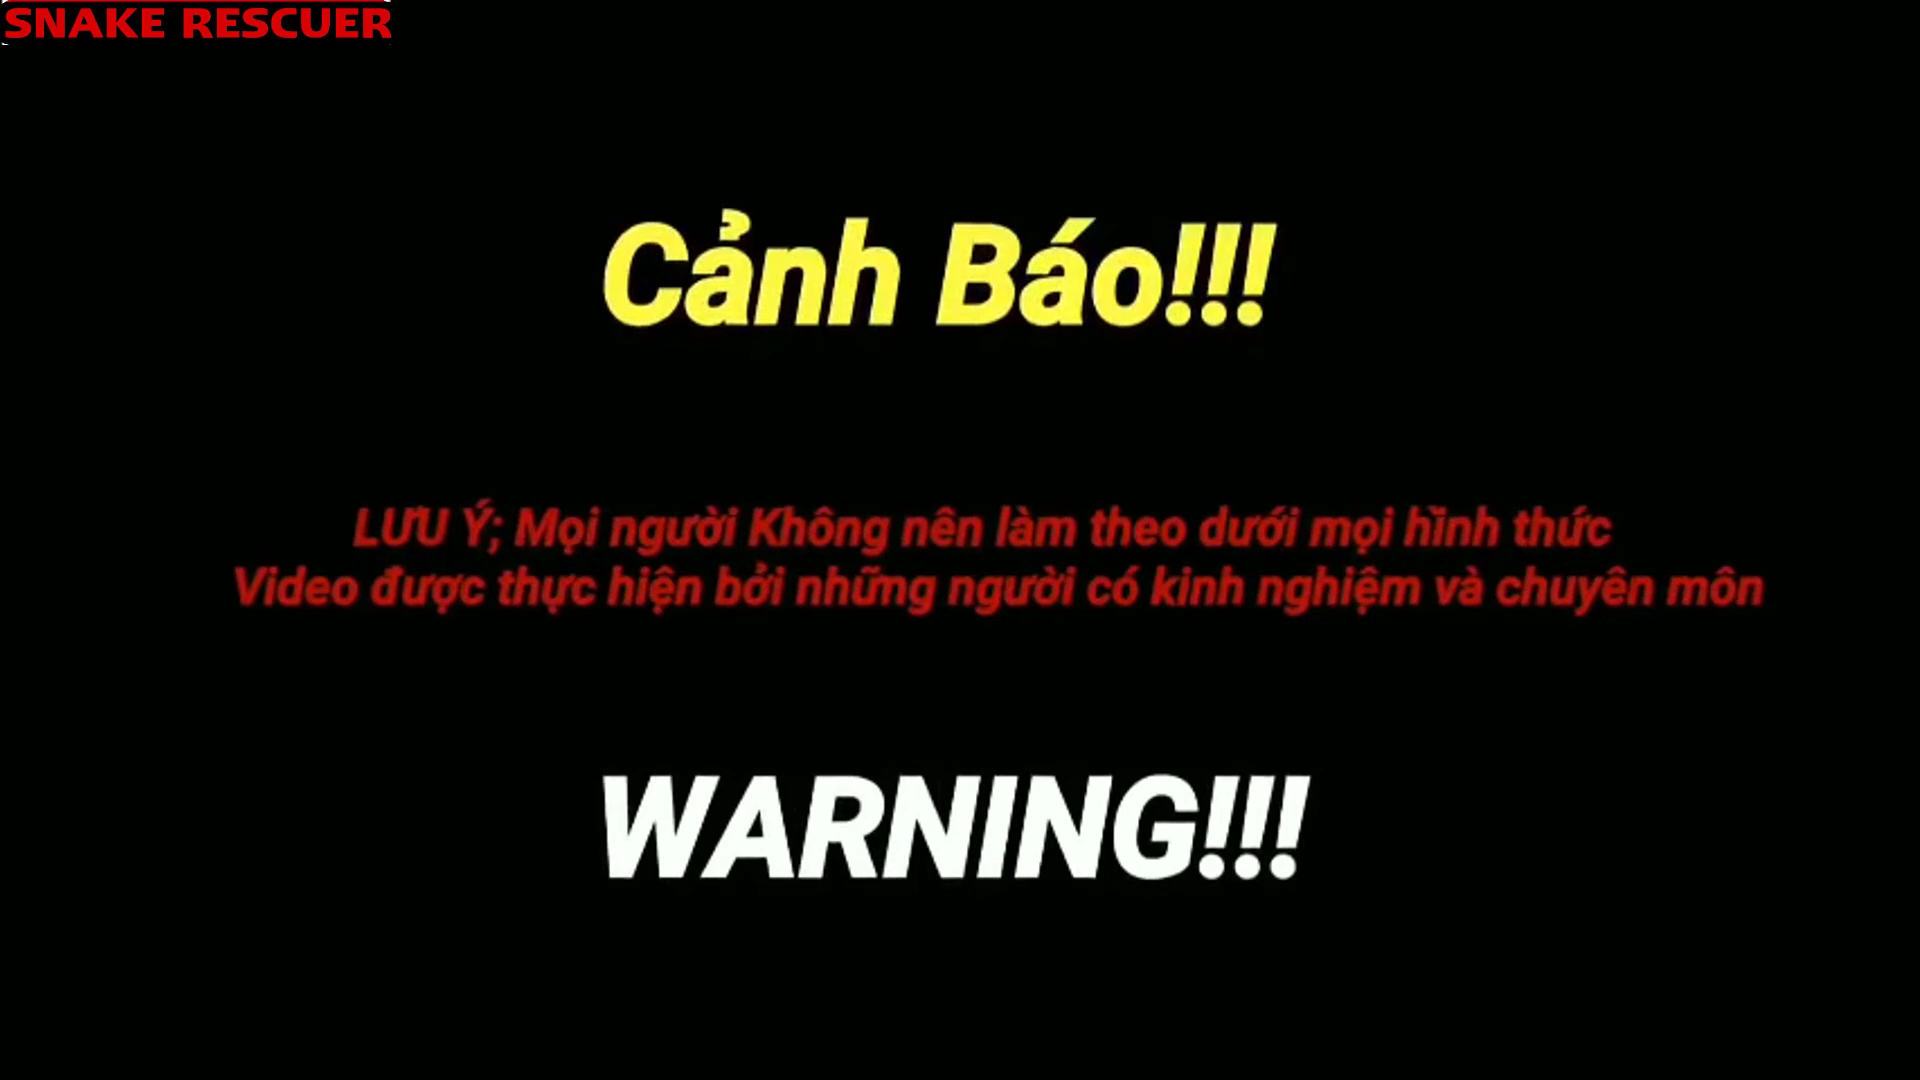 SNAKE RESCUER
Cảnh Báo!!!
LƯU Ý; Mọi người Không nên làm theo dưới mọi hình thức
Video được thực hiện bởi những người có kinh nghiệm và chuyên môn
WARNING!!!